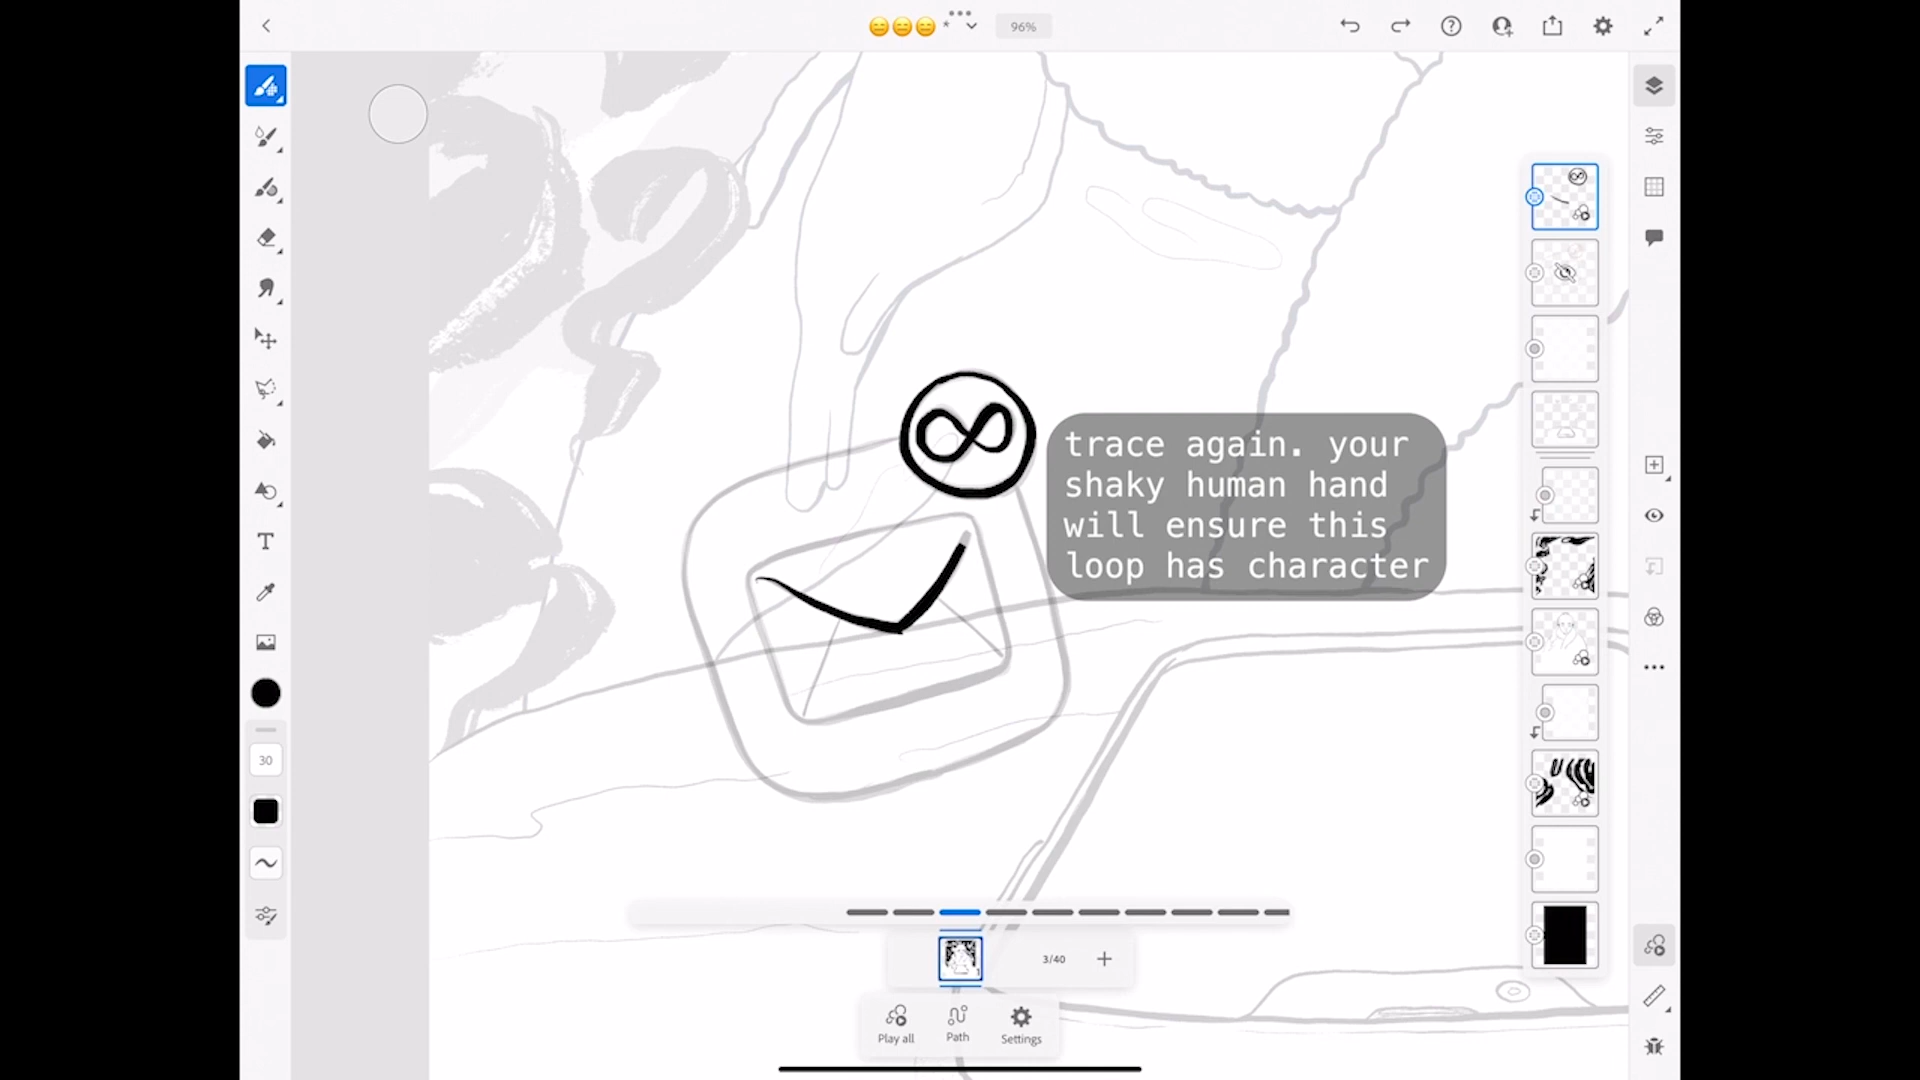 😑😑😑 *
96%
trace again. your
shaky human hand
will ensure this
loop has character
30
3/40
Play all
Path
Settings